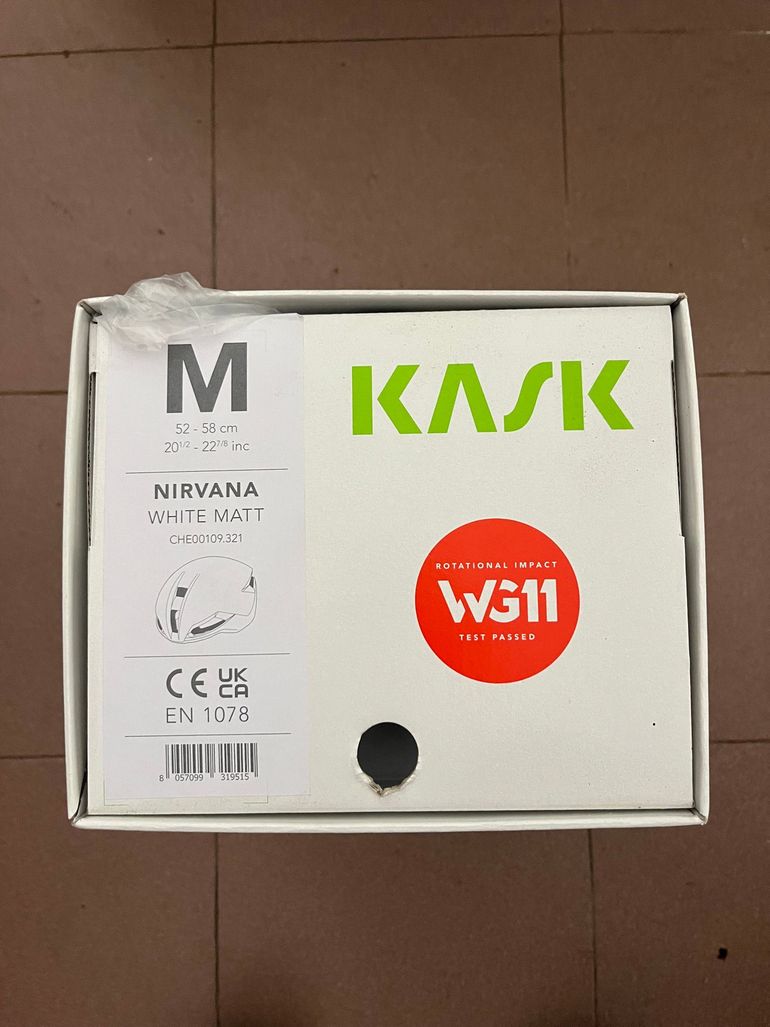 M
52 - 58 cm
20 1/2 - 22 7/8 inc
NIRVANA
WHITE MATT
CHE00109.321
CE UK CA
EN 1078
8 057099 319515
KASK
ROTATIONAL IMPACT
WG11
TEST PASSED